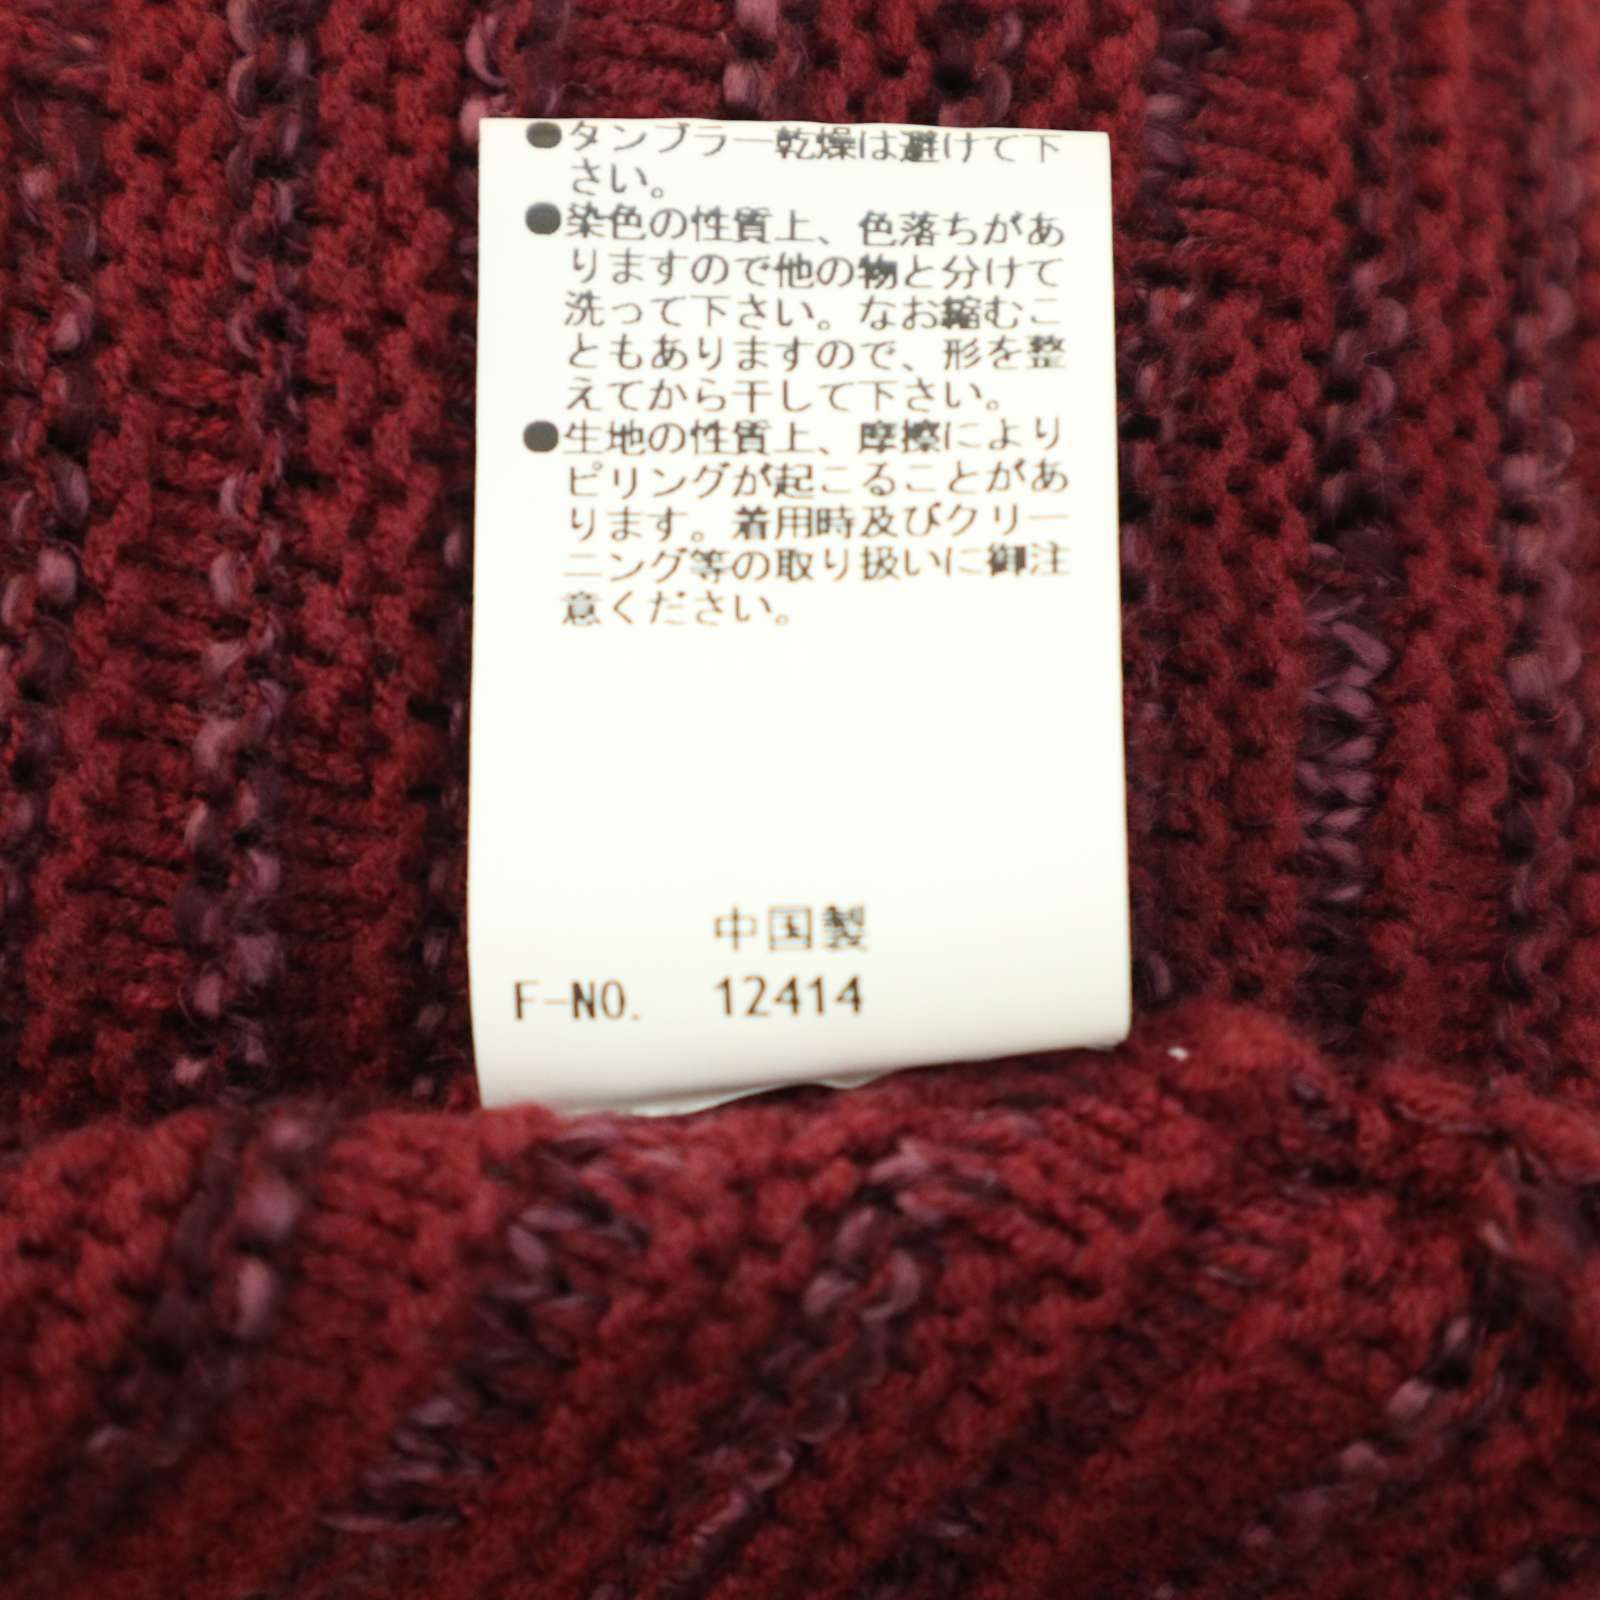 ●タンブラー乾燥は避けて下
さい。
●染色の性質上、色落ちがあ
りますので他の物と分けて
洗って下さい。なお縮むこ
ともありますので、形を整
えてから干して下さい。
●生地の性質上、摩擦により
ピリングが起こることがあ
ります。着用時及びクリー
ニング等の取り扱いに御注
意ください。
中国製
F-NO. 12414